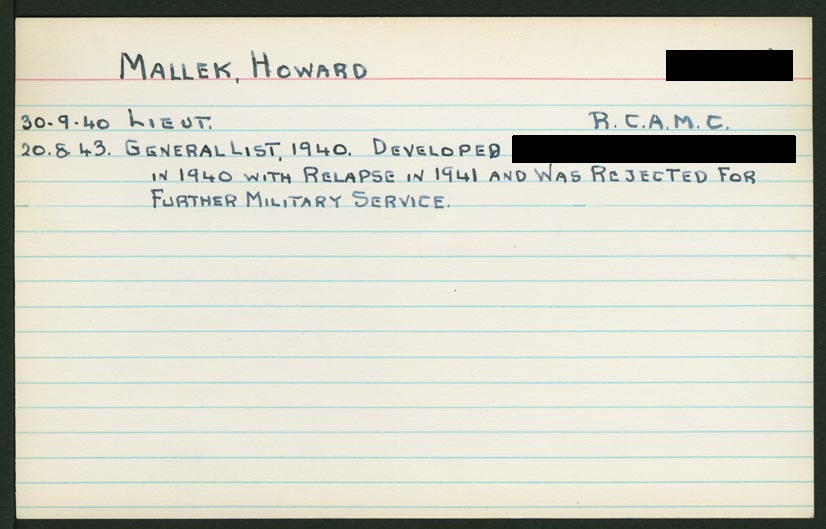 MALLEK, HOWARD
30.9.40 LIEUT. R.C.A.M.C.
20.8.43. GENERAL LIST, 1940. DEVELOPED
IN 1940 WITH RELAPSE IN 1941 AND WAS REJECTED FOR
FURTHER MILITARY SERVICE.